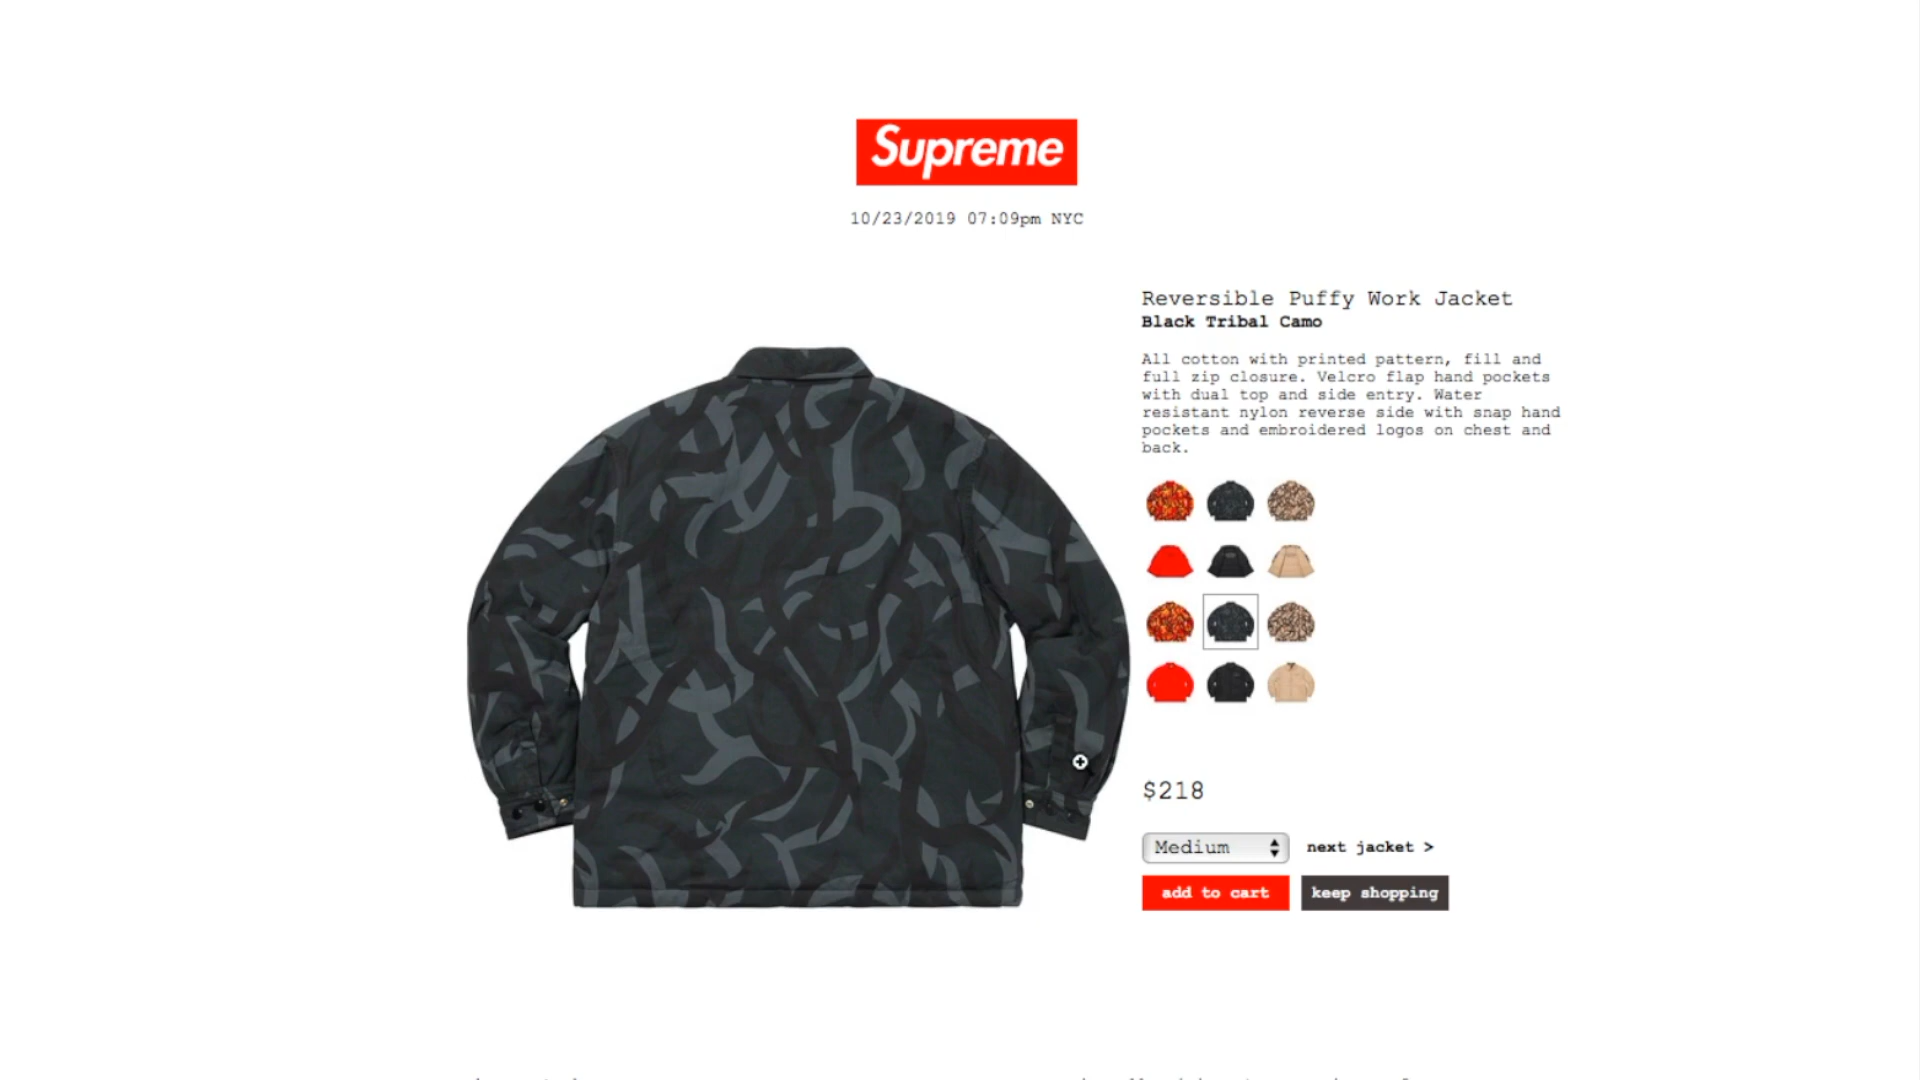 Supreme
10/23/2019 07:09pm NYC
Reversible Puffy Work Jacket
Black Tribal Camo
All cotton with printed pattern, fill and
full zip closure. Velcro flap hand pockets
with dual top and side entry. Water
resistant nylon reverse side with snap hand
pockets and embroidered logos on chest and
back.
$218
Medium
next jacket >
add to cart
keep shopping